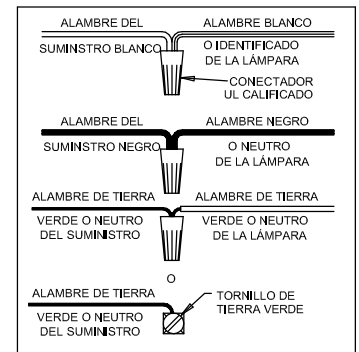 ALAMBRE DEL
ALAMBRE BLANCO
SUMINISTRO BLANCO
O IDENTIFICADO
DE LA LÁMPARA
CONECTADOR
UL CALIFICADO
ALAMBRE DEL
ALAMBRE NEGRO
SUMINSTRO NEGRO
O NEUTRO
DE LA LÁMPARA
ALAMBRE DE TIERRA
ALAMBRE DE TIERRA
VERDE O NEUTRO
VERDE O NEUTRO
DEL SUMINISTRO
DE LA LÁMPARA
O
ALAMBRE DE TIERRA
TORNILLO DE
TIERRA VERDE
VERDE O NEUTRO
DEL SUMINISTRO